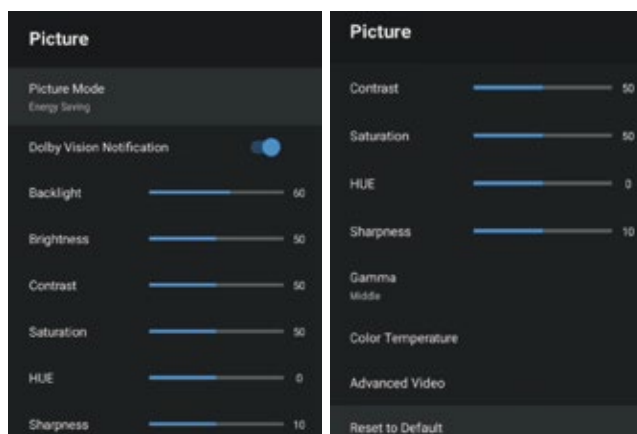 Picture
Picture Mode
Energy Saving
Dolby Vision Notification
Backlight 60
Brightness 50
Contrast 50
Saturation 50
HUE 0
Sharpness 10
Picture
Contrast 50
Saturation 50
HUE 0
Sharpness 10
Gamma
Middle
Color Temperature
Advanced Video
Reset to Default